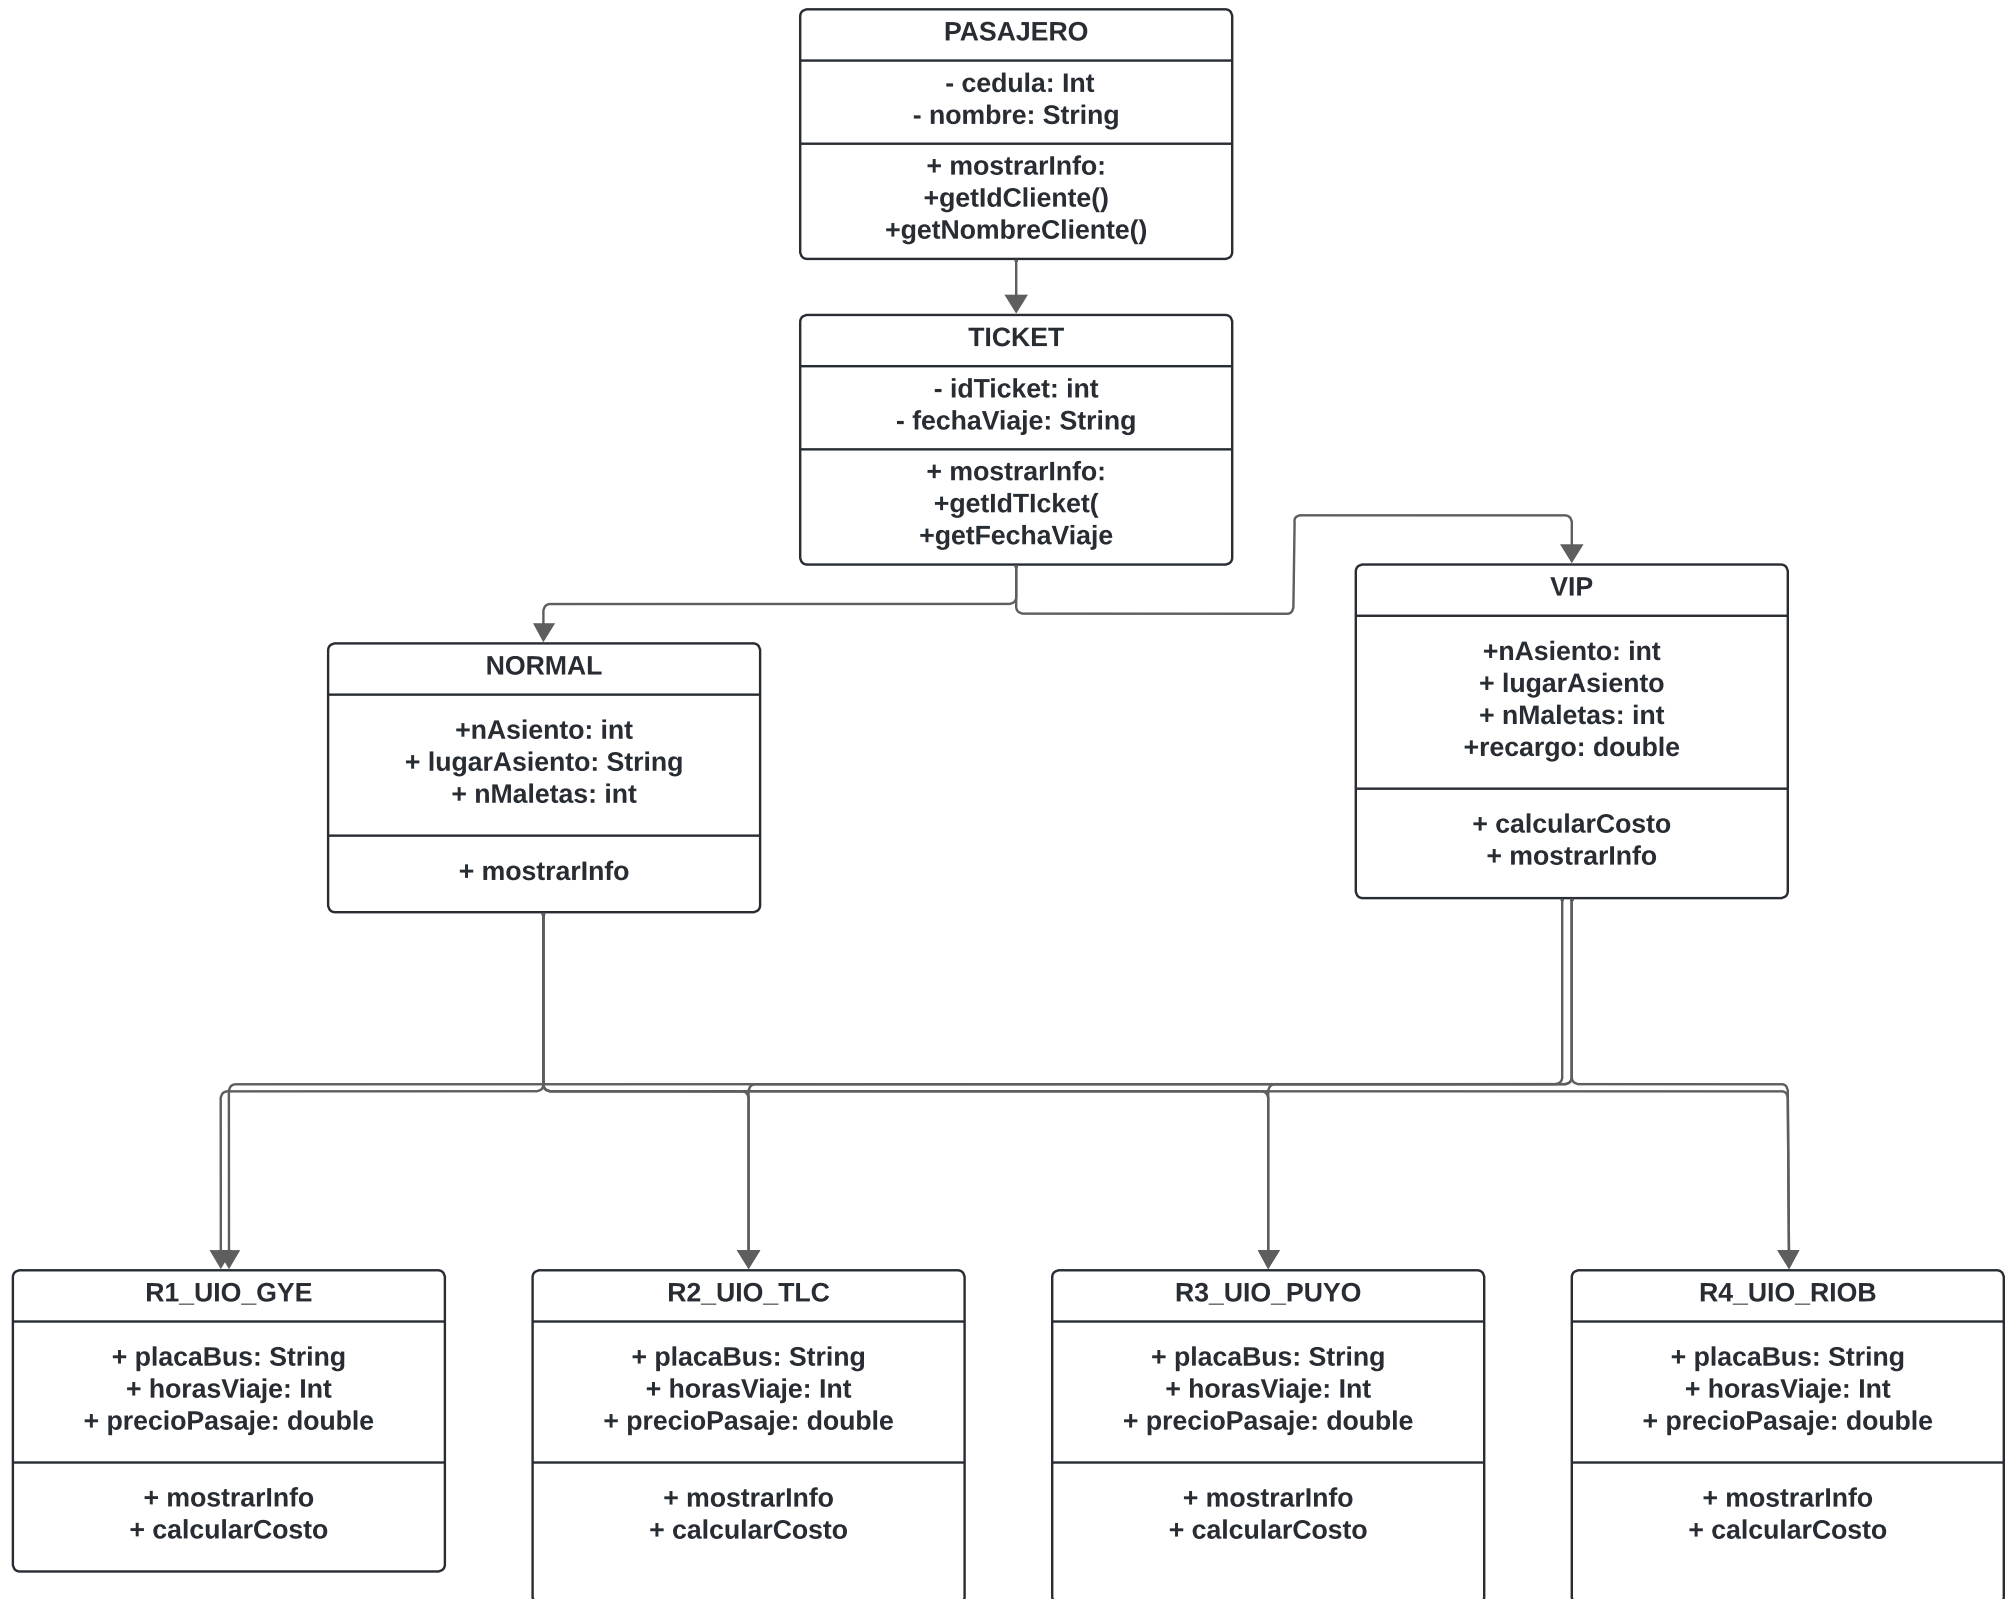 PASAJERO
- cedula: Int
- nombre: String
+ mostrarInfo:
+getIdCliente()
+getNombreCliente()
TICKET
- idTicket: int
- fechaViaje: String
+ mostrarInfo:
+getIdTIcket(
+getFechaViaje
VIP
+nAsiento: int
+ lugarAsiento
+ nMaletas: int
+recargo: double
+ calcularCosto
+ mostrarInfo
NORMAL
+nAsiento: int
+ lugarAsiento: String
+ nMaletas: int
+ mostrarInfo
R1_UIO_GYE
+ placaBus: String
+ horasViaje: Int
+ precioPasaje: double
+ mostrarInfo
+ calcularCosto
R2_UIO_TLC
+ placaBus: String
+ horasViaje: Int
+ precioPasaje: double
+ mostrarInfo
+ calcularCosto
R3_UIO_PUYO
+ placaBus: String
+ horasViaje: Int
+ precioPasaje: double
+ mostrarInfo
+ calcularCosto
R4_UIO_RIOB
+ placaBus: String
+ horasViaje: Int
+ precioPasaje: double
+ mostrarInfo
+ calcularCosto